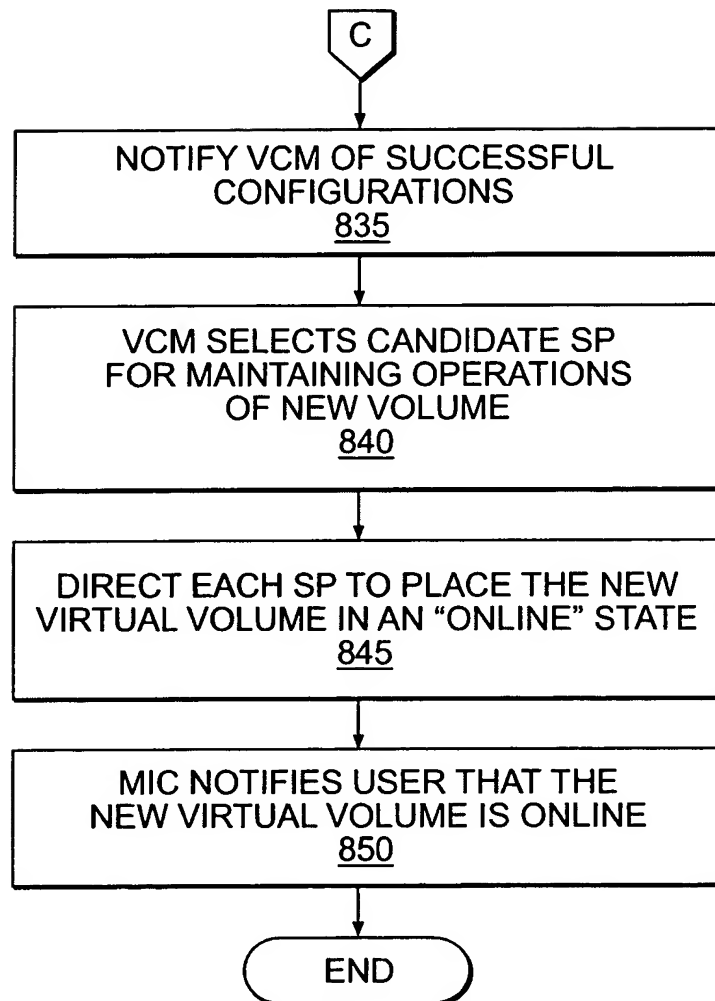 C
NOTIFY VCM OF SUCCESSFUL
CONFIGURATIONS
835
VCM SELECTS CANDIDATE SP
FOR MAINTAINING OPERATIONS
OF NEW VOLUME
840
DIRECT EACH SP TO PLACE THE NEW
VIRTUAL VOLUME IN AN “ONLINE” STATE
845
MIC NOTIFIES USER THAT THE
NEW VIRTUAL VOLUME IS ONLINE
850
END